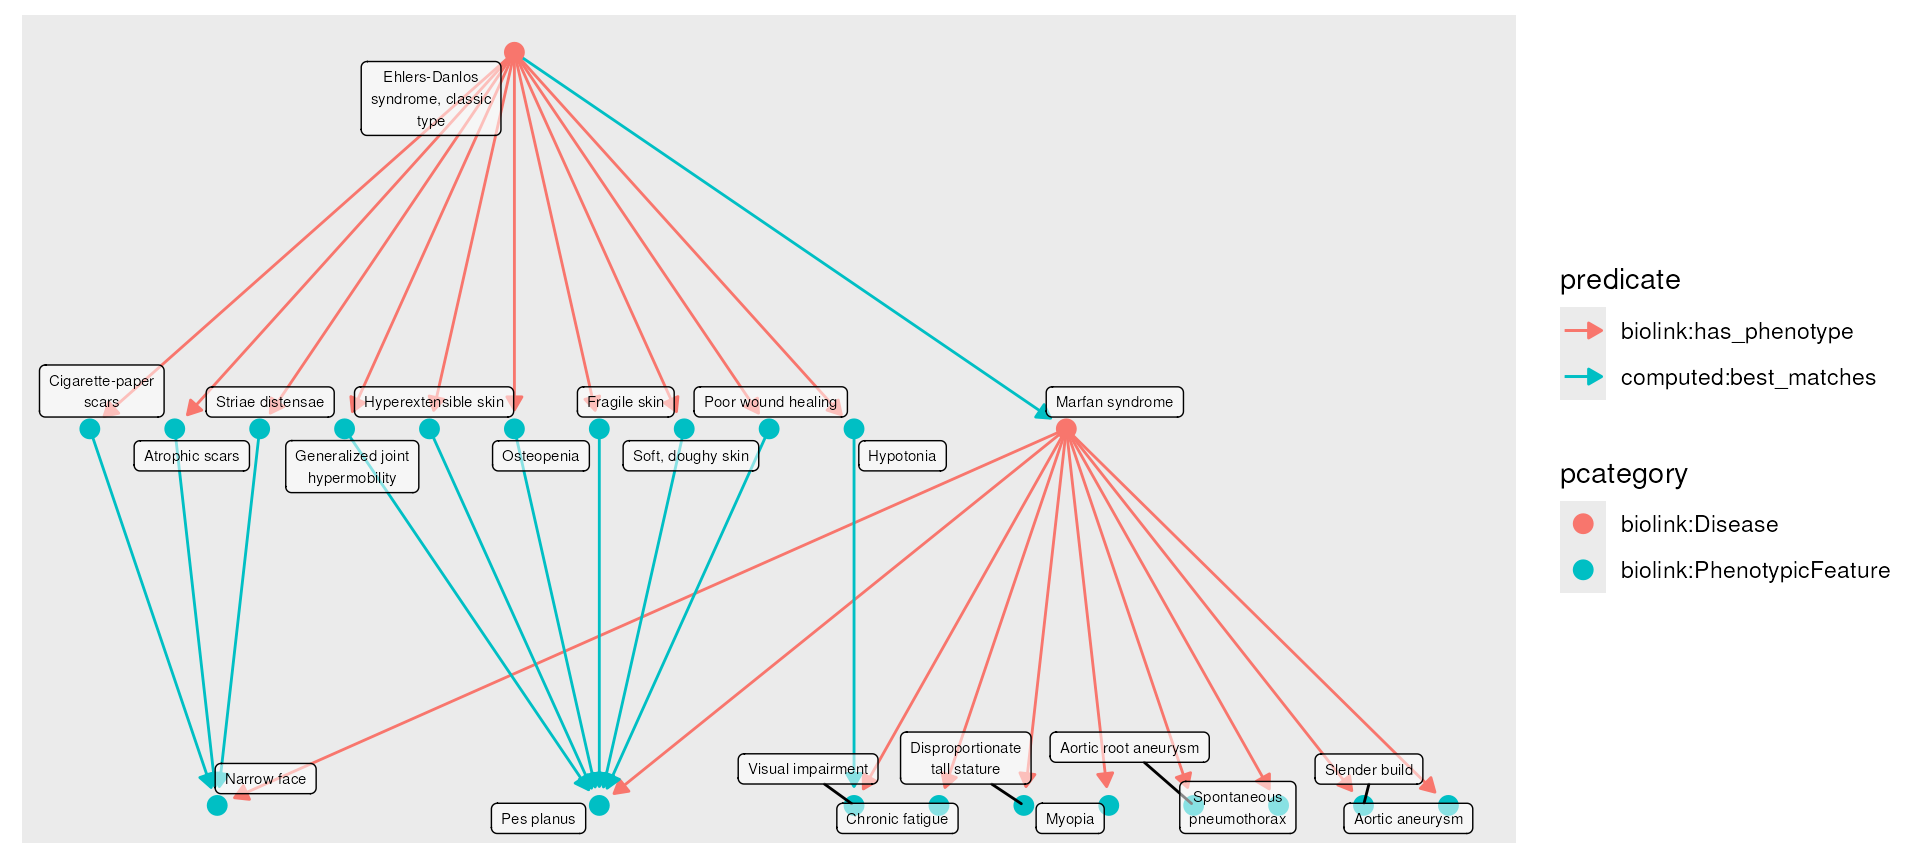 Ehlers-Danlos
syndrome, classic
type
Cigarette-paper
scars
Striae distensae
Hyperextensible skin
Fragile skin
Poor wound healing
Marfan syndrome
Atrophic scars
Generalized joint
hypermobility
Osteopenia
Soft, doughy skin
Hypotonia
Narrow face
Pes planus
Visual impairment
Chronic fatigue
Disproportionate
tall stature
Myopia
Aortic root aneurysm
Spontaneous
pneumothorax
Slender build
Aortic aneurysm
predicate
biolink:has_phenotype
computed:best_matches
pcategory
biolink:Disease
biolink:PhenotypicFeature